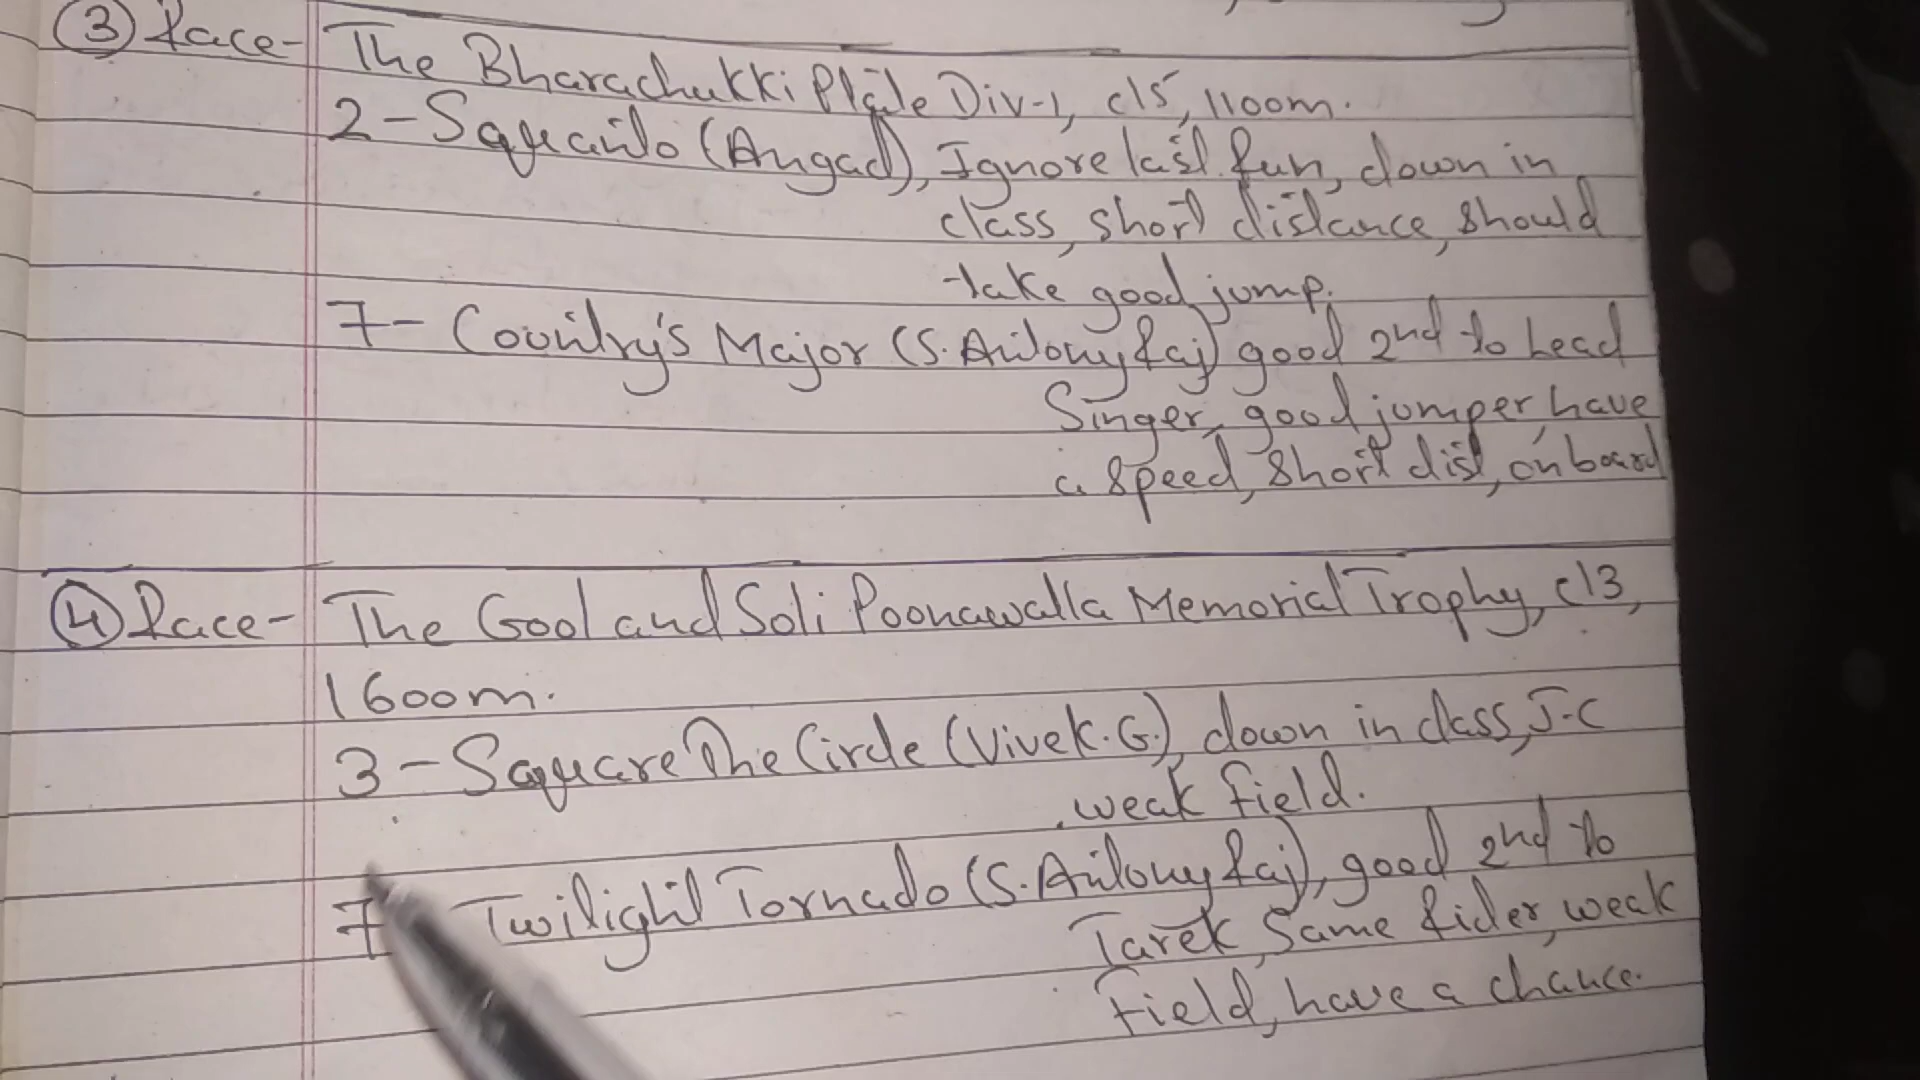 3 Race- The Bharachukki Plate Div-1, cl5, 1100m.
2 - Squanto (Angad), Ignore last run, down in
class, short distance, should
take good jump.
7 - Country's Major (S. Antony Raj) good 2nd to Lead
Singer, good jumper, have
a speed, short dist, on board
4 Race- The Gool and Soli Poonawalla Memorial Trophy, cl3,
1600m.
3 - Square The Circle (Vivek. G.), down in class, J-C
weak field.
7 Twilight Tornado (S. Antony Raj), good 2nd to
Tarek, Same Rider, weak
Field, have a chance.